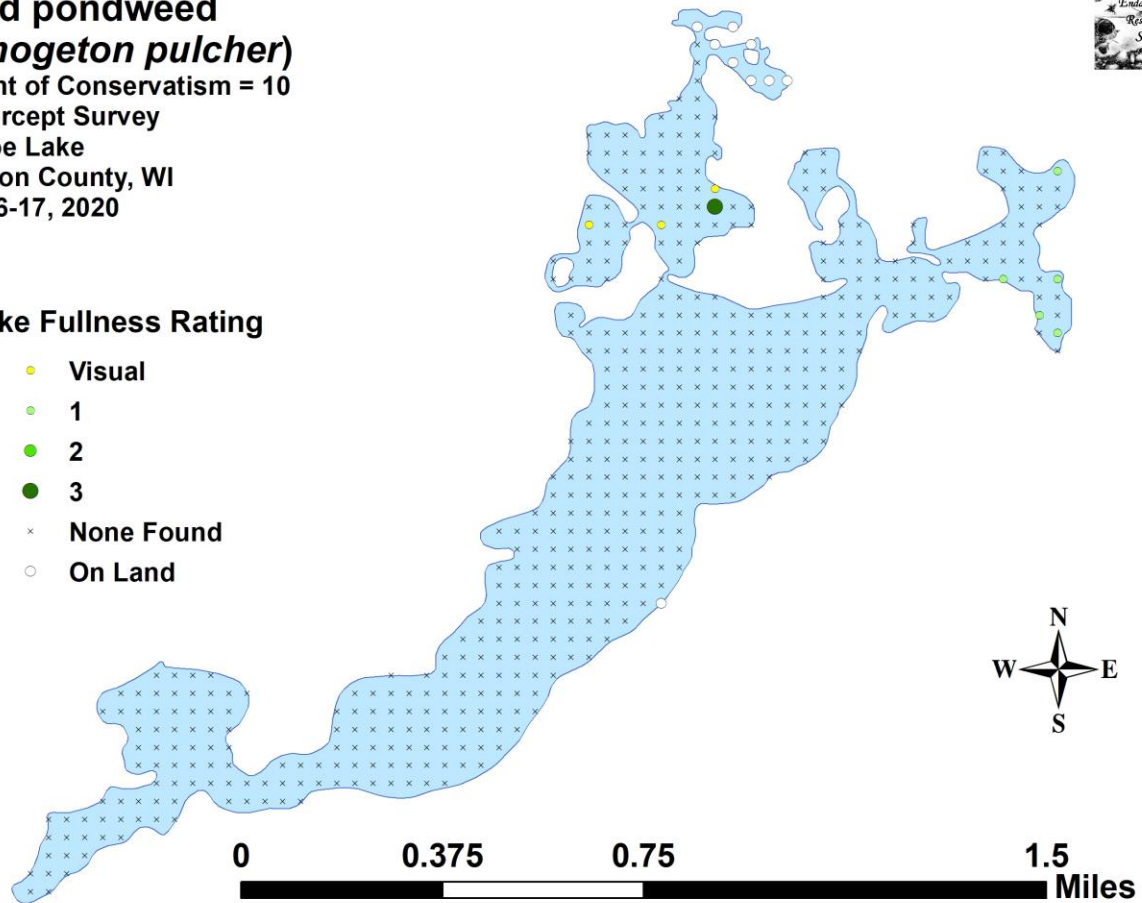 d pondweed
nogeton pulcher)
nt of Conservatism = 10
rcept Survey
e Lake
on County, WI
6-17, 2020
ke Fullness Rating
Visual
1
2
3
None Found
On Land
N
W E
S
0 0.375 0.75 1.5
Miles